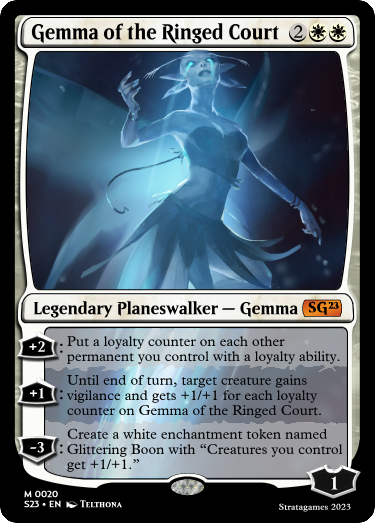 Gemma of the Ringed Court 2
Legendary Planeswalker — Gemma SG23
+2 : Put a loyalty counter on each other
permanent you control with a loyalty ability.
+1 : Until end of turn, target creature gains
vigilance and gets +1/+1 for each loyalty
counter on Gemma of the Ringed Court.
-3 : Create a white enchantment token named
Glittering Boon with “Creatures you control
get +1/+1.”
1
M 0020
S23 • EN Telthona
Stratagames 2023